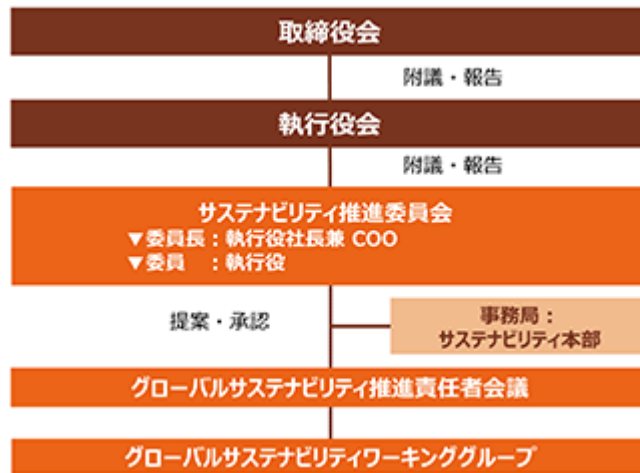 取締役会
附議・報告
執行役会
附議・報告
サステナビリティ推進委員会
▼委員長：執行役社長兼 COO
▼委員　：執行役
提案・承認
事務局：
サステナビリティ本部
グローバルサステナビリティ推進責任者会議
グローバルサステナビリティワーキンググループ